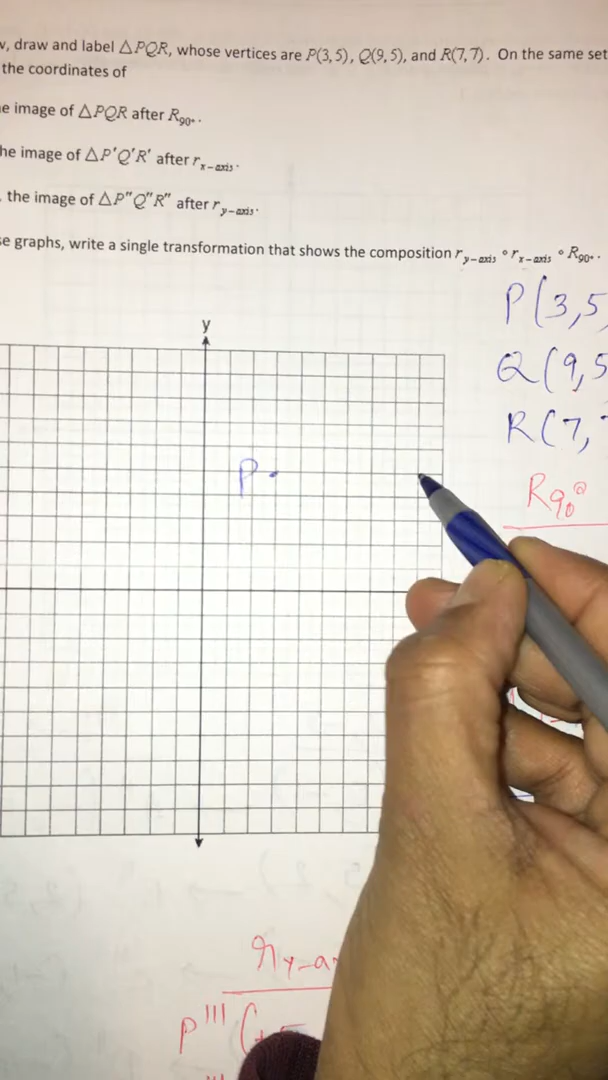 , draw and label △PQR, whose vertices are P(3, 5), Q(9, 5), and R(7, 7). On the same set
the coordinates of
e image of △PQR after R90°.
he image of △P'Q'R' after rx−axis.
, the image of △P"Q"R" after ry−axis.
se graphs, write a single transformation that shows the composition ry−axis ° rx−axis ° R90°.
P(3,5
Q(9,5
R(7,
R90°
y
P
ry-a
P'''(